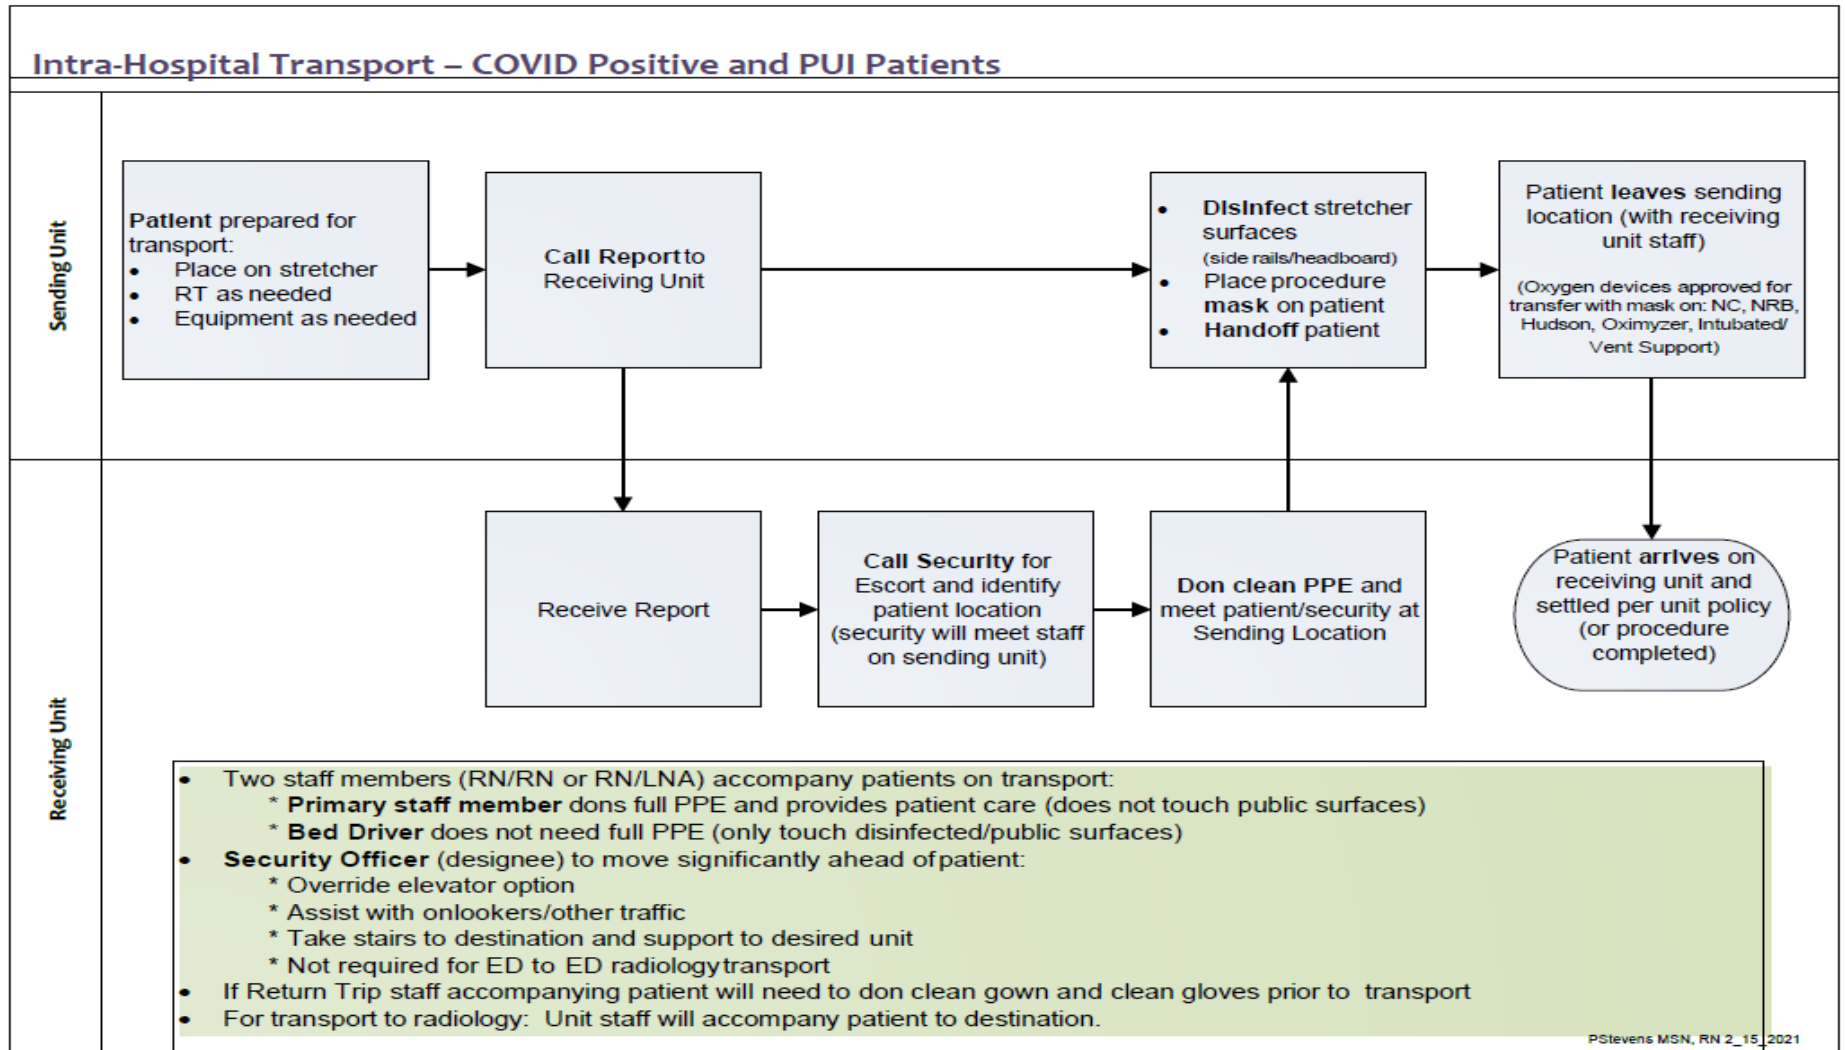 Intra-Hospital Transport – COVID Positive and PUI Patients
Sending Unit
Patient prepared for
transport:
• Place on stretcher
• RT as needed
• Equipment as needed
Call Report to
Receiving Unit
• Disinfect stretcher
surfaces
(side rails/headboard)
• Place procedure
mask on patient
• Handoff patient
Patient leaves sending
location (with receiving
unit staff)
(Oxygen devices approved for
transfer with mask on: NC, NRB,
Hudson, Oximyzer, Intubated/
Vent Support)
Receiving Unit
Receive Report
Call Security for
Escort and identify
patient location
(security will meet staff
on sending unit)
Don clean PPE and
meet patient/security at
Sending Location
Patient arrives on
receiving unit and
settled per unit policy
(or procedure
completed)
• Two staff members (RN/RN or RN/LNA) accompany patients on transport:
* Primary staff member dons full PPE and provides patient care (does not touch public surfaces)
* Bed Driver does not need full PPE (only touch disinfected/public surfaces)
• Security Officer (designee) to move significantly ahead of patient:
* Override elevator option
* Assist with onlookers/other traffic
* Take stairs to destination and support to desired unit
* Not required for ED to ED radiology transport
• If Return Trip staff accompanying patient will need to don clean gown and clean gloves prior to transport
• For transport to radiology: Unit staff will accompany patient to destination.
PStevens MSN, RN 2_15_2021